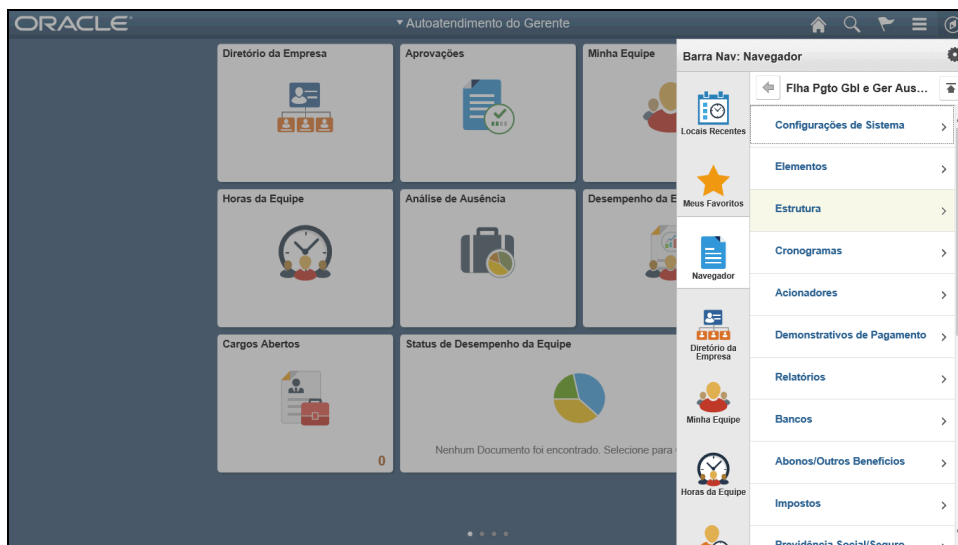 ORACLE
Autoatendimento do Gerente
Diretório da Empresa
Aprovações
Minha Equipe
Horas da Equipe
Análise de Ausência
Desempenho da E
Cargos Abertos
0
Status de Desempenho da Equipe
Nenhum Documento foi encontrado. Selecione para
Barra Nav: Navegador
Locais Recentes
Meus Favoritos
Navegador
Diretório da
Empresa
Minha Equipe
Horas da Equipe
Flha Pgto Gbl e Ger Aus...
Configurações de Sistema
Elementos
Estrutura
Cronogramas
Acionadores
Demonstrativos de Pagamento
Relatórios
Bancos
Abonos/Outros Benefícios
Impostos
Previdência Social/Seguro